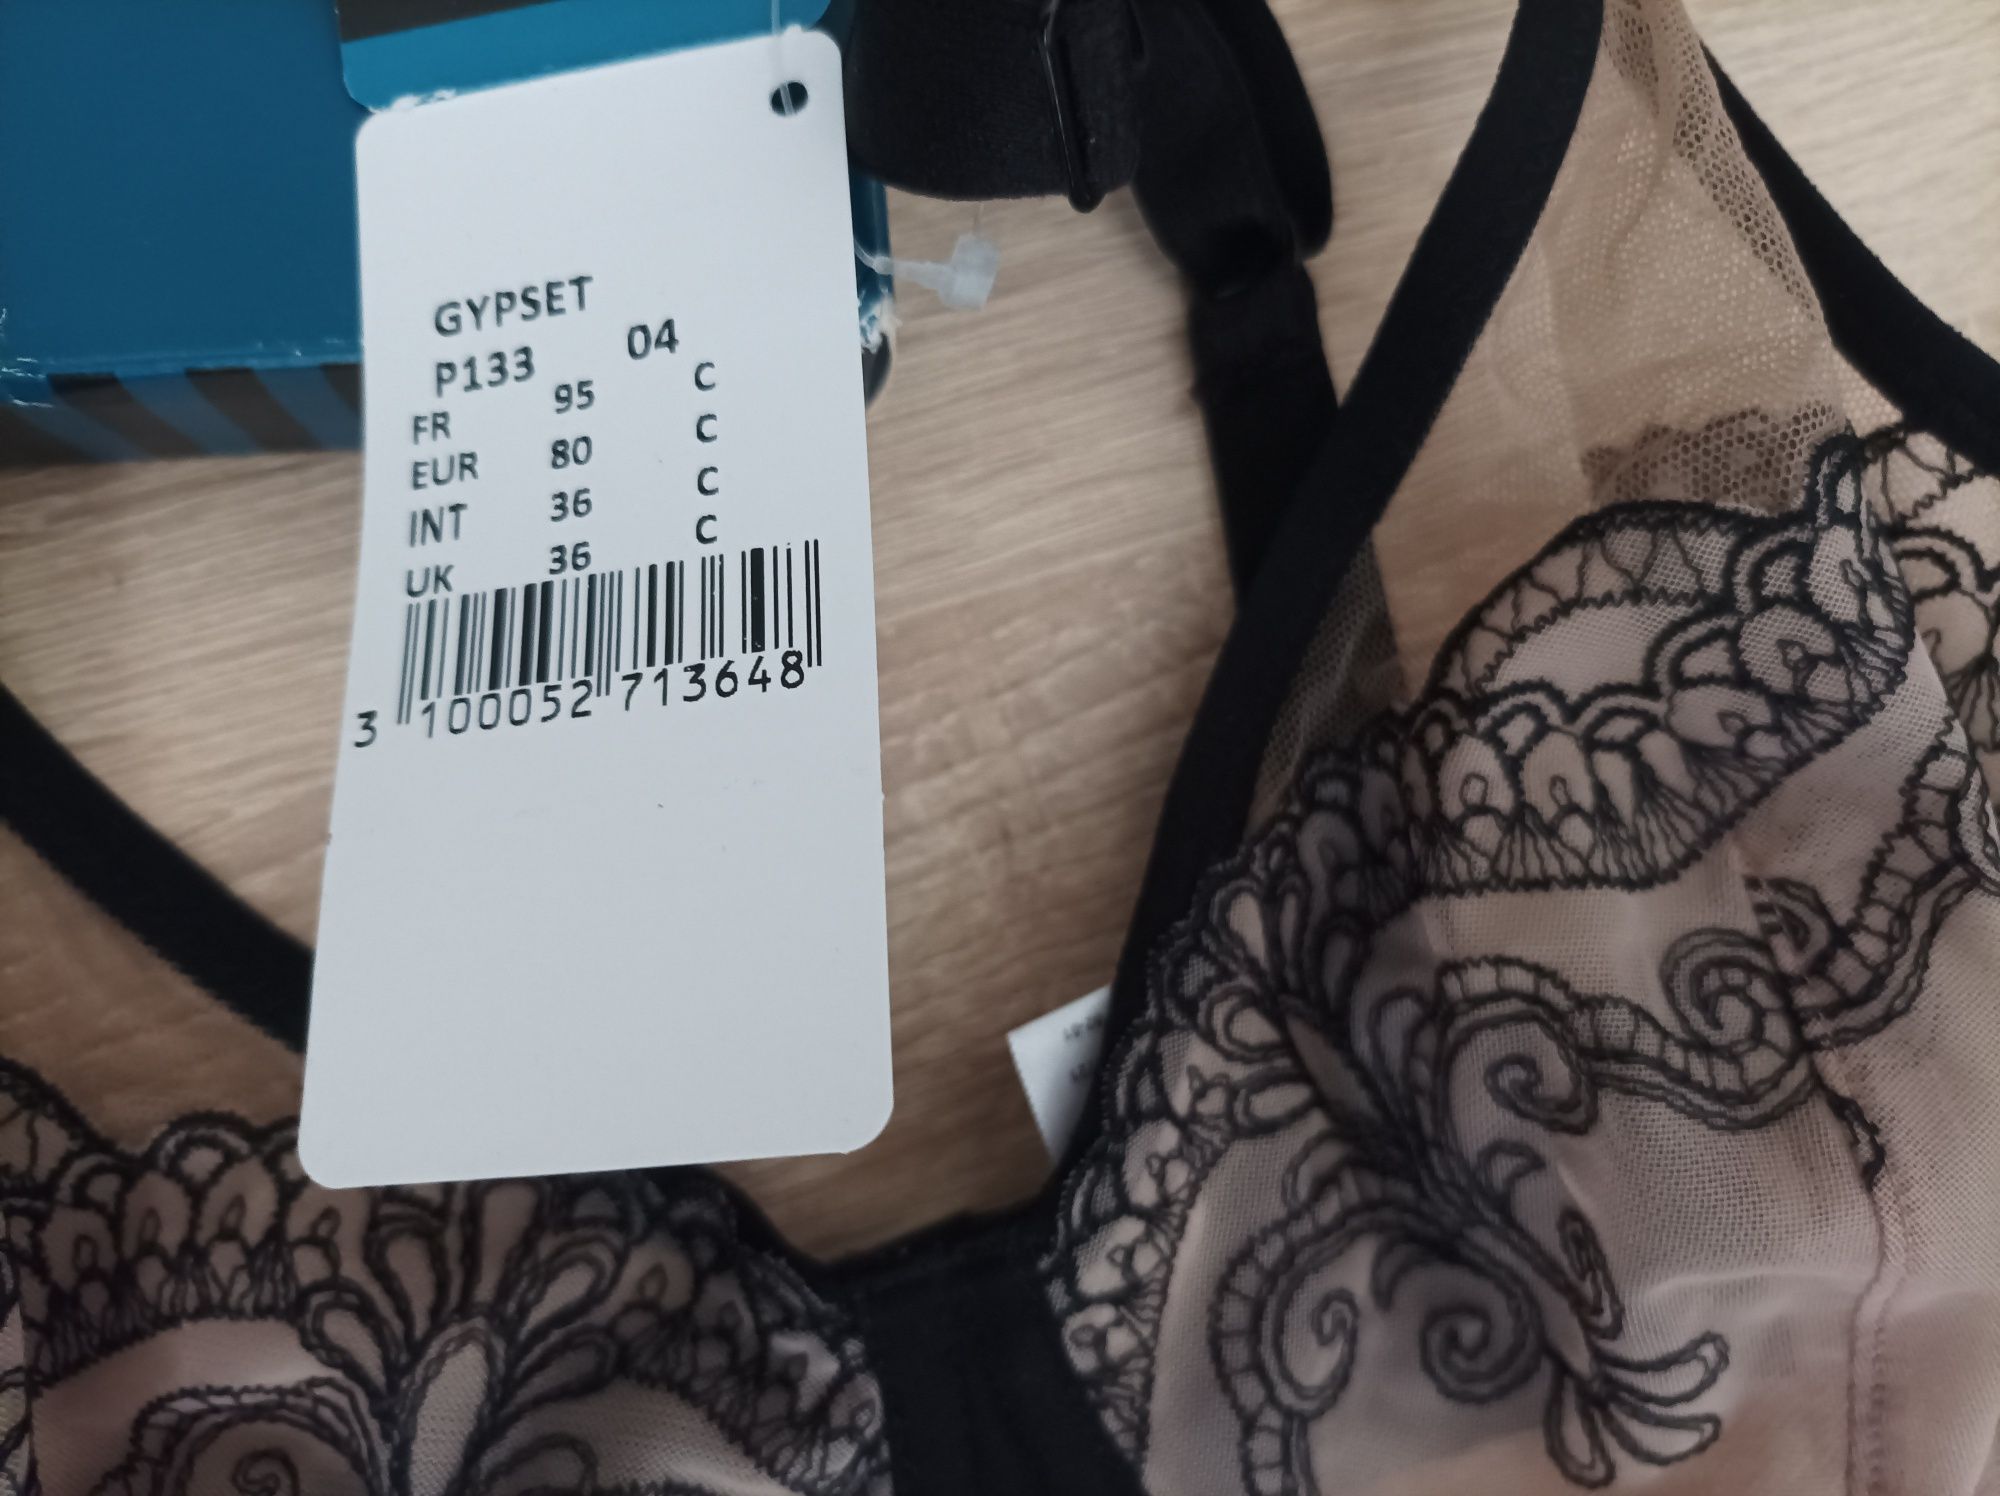 GYPSET
P133 04
FR 95 C
EUR 80 C
INT 36 C
UK 36 C
3 100052 713648